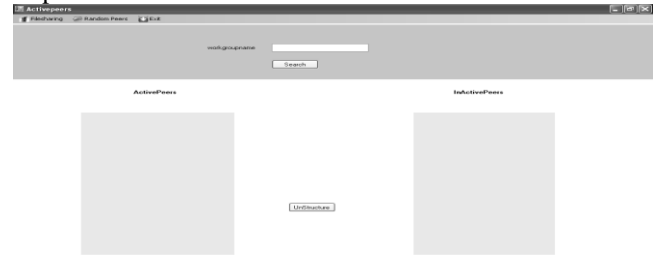 Activepeers
Filesharing Random Peers Exit
workgroupname
Search
ActivePeers InActivePeers
UnStructure